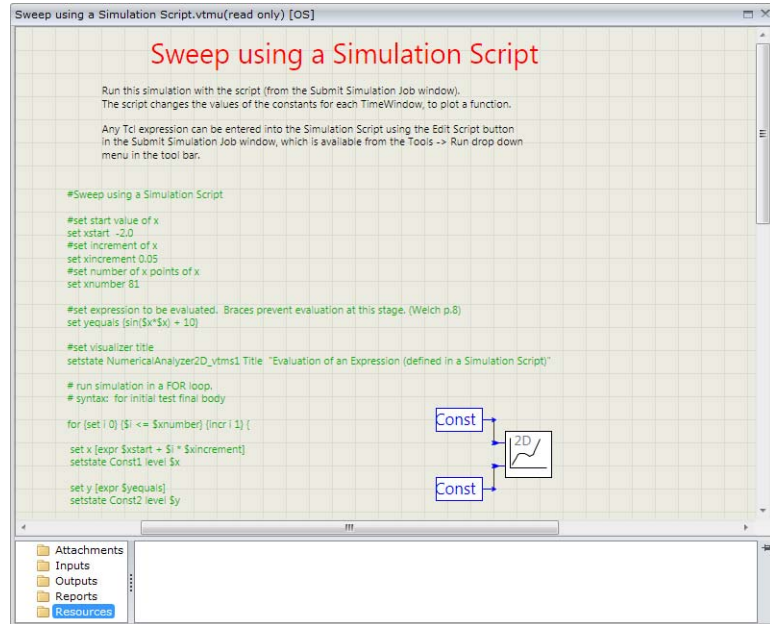 Sweep using a Simulation Script.vtmu(read only) [OS]
Sweep using a Simulation Script
Run this simulation with the script (from the Submit Simulation Job window).
The script changes the values of the constants for each TimeWindow, to plot a function.
Any Tcl expression can be entered into the Simulation Script using the Edit Script button
in the Submit Simulation Job window, which is available from the Tools -> Run drop down
menu in the tool bar.
#Sweep using a Simulation Script
#set start value of x
set xstart -2.0
#set increment of x
set xincrement 0.05
#set number of x points of x
set xnumber 81
#set expression to be evaluated. Braces prevent evaluation at this stage. (Welch p.8)
set yequals {sin($x*$x) + 10}
#set visualizer title
setstate NumericalAnalyzer2D_vtms1 Title "Evaluation of an Expression (defined in a Simulation Script)"
# run simulation in a FOR loop.
# syntax: for initial test final body
for {set i 0} {$i <= $xnumber} {incr i 1} {
set x [expr $xstart + $i * $xincrement]
setstate Const1 level $x
set y [expr $yequals]
setstate Const2 level $y
Const
2D
Const
Attachments
Inputs
Outputs
Reports
Resources